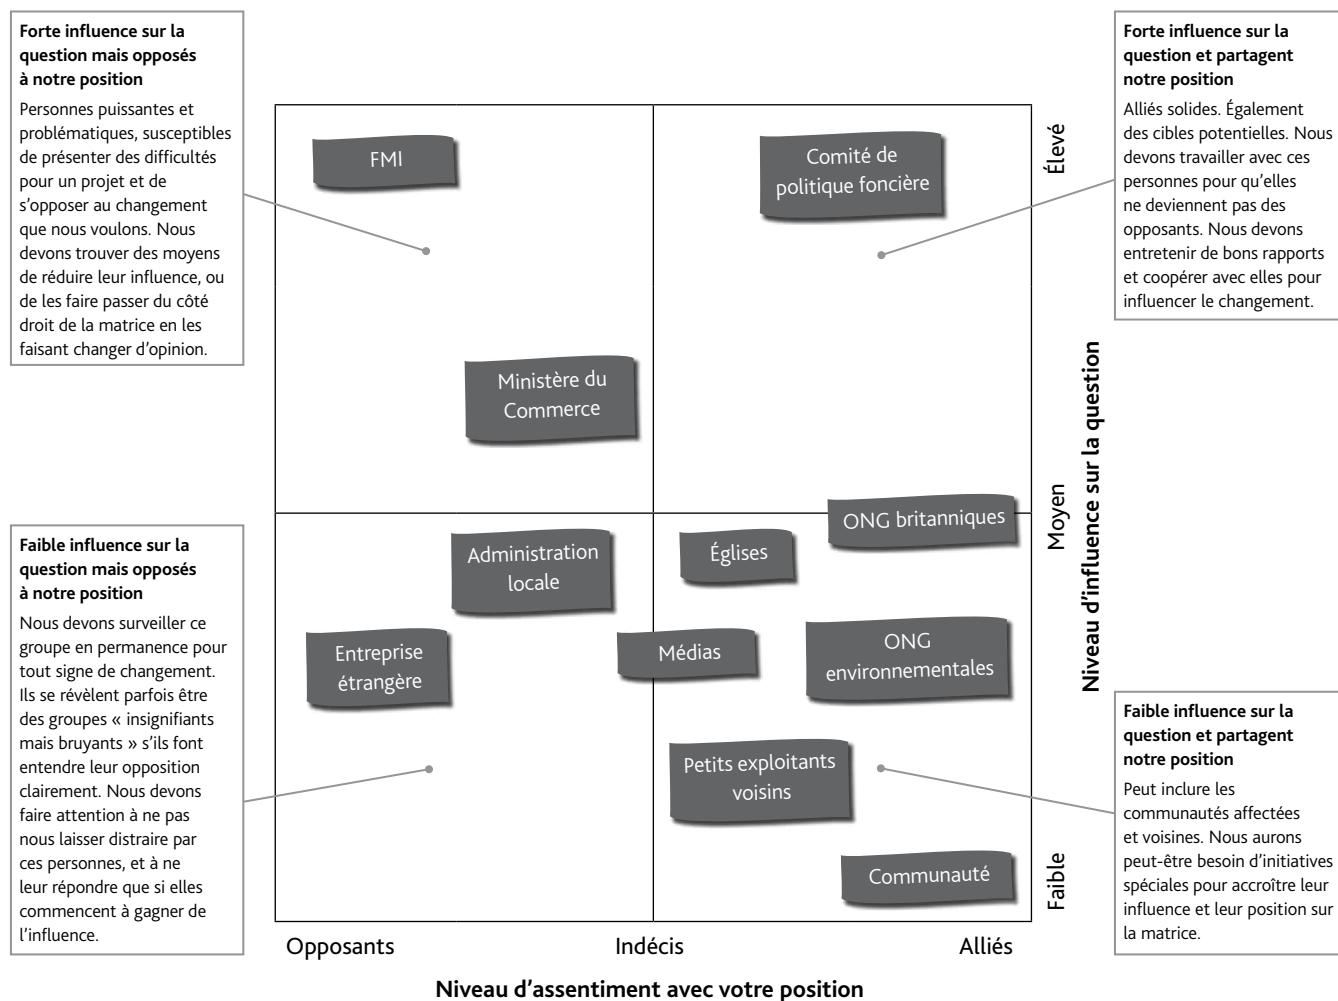 Forte influence sur la
question mais opposés
à notre position
Personnes puissantes et
problématiques, susceptibles
de présenter des difficultés
pour un projet et de
s’opposer au changement
que nous voulons. Nous
devons trouver des moyens
de réduire leur influence, ou
de les faire passer du côté
droit de la matrice en les
faisant changer d’opinion.
Forte influence sur la
question et partagent
notre position
Alliés solides. Également
des cibles potentielles. Nous
devons travailler avec ces
personnes pour qu’elles
ne deviennent pas des
opposants. Nous devons
entretenir de bons rapports
et coopérer avec elles pour
influencer le changement.
FMI
Comité de
politique foncière
Ministère du
Commerce
ONG britanniques
Administration
locale
Églises
Entreprise
étrangère
Médias
ONG
environnementales
Petits exploitants
voisins
Communauté
Élevé
Moyen
Faible
Niveau d’influence sur la question
Faible influence sur la
question mais opposés
à notre position
Nous devons surveiller ce
groupe en permanence pour
tout signe de changement.
Ils se révèlent parfois être
des groupes « insignifiants
mais bruyants » s’ils font
entendre leur opposition
clairement. Nous devons
faire attention à ne pas
nous laisser distraire par
ces personnes, et à ne
leur répondre que si elles
commencent à gagner de
l’influence.
Faible influence sur la
question et partagent
notre position
Peut inclure les
communautés affectées
et voisines. Nous aurons
peut-être besoin d’initiatives
spéciales pour accroître leur
influence et leur position sur
la matrice.
Opposants
Indécis
Alliés
Niveau d’assentiment avec votre position